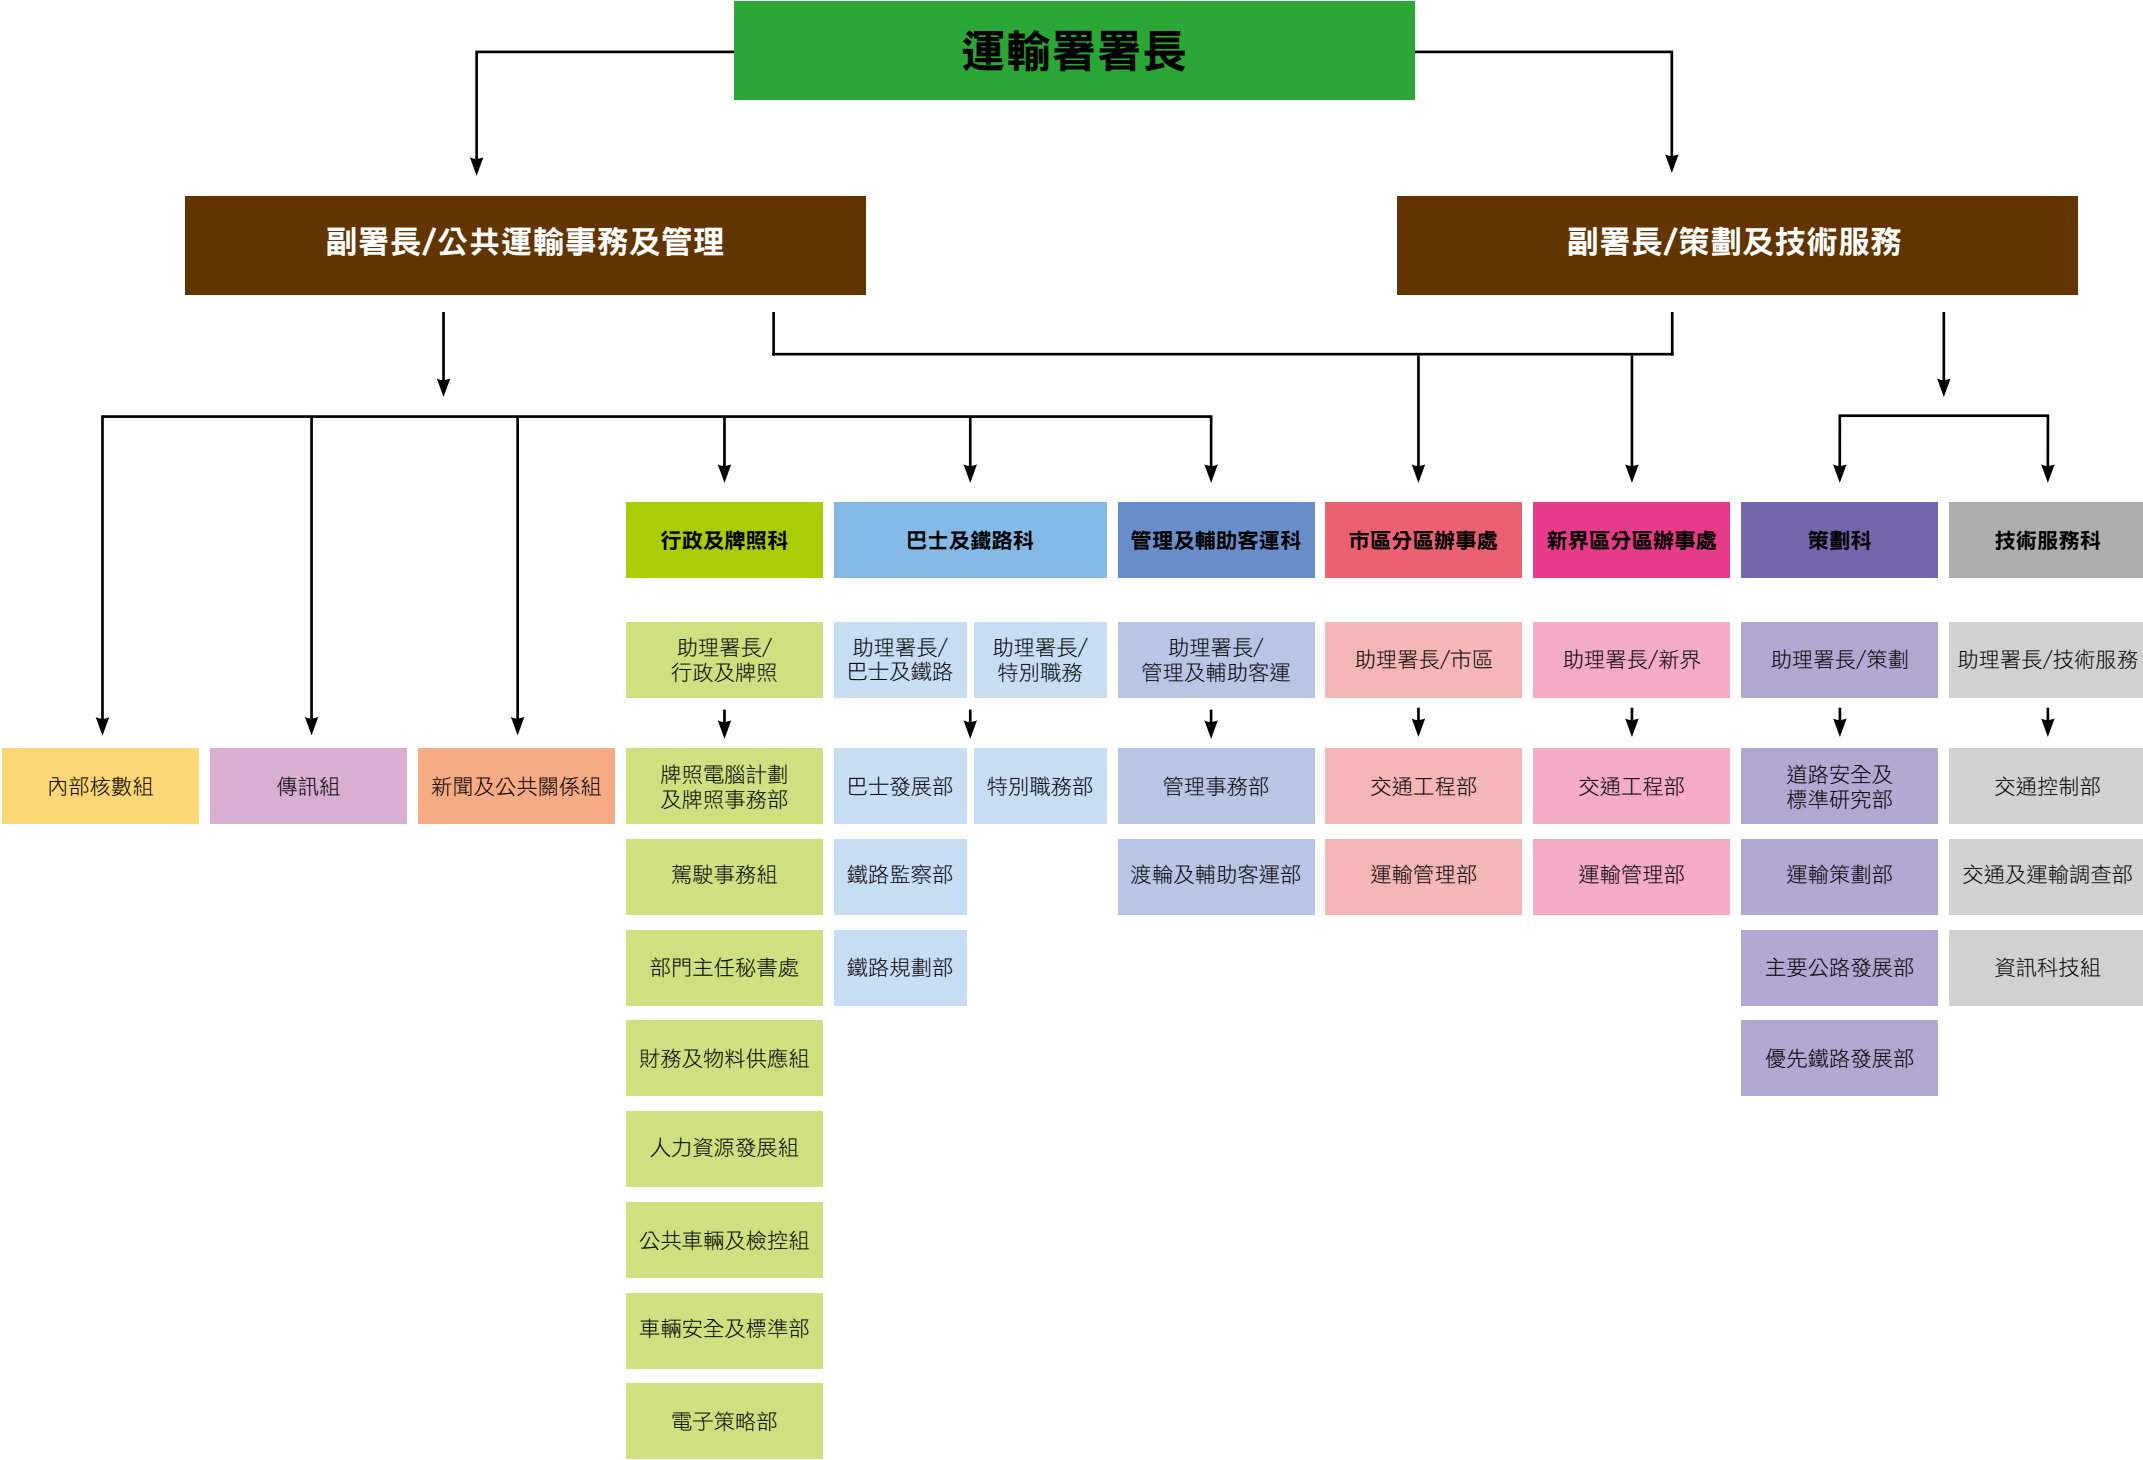 運輸署署長
副署長/公共運輸事務及管理
副署長/策劃及技術服務
行政及牌照科
巴士及鐵路科
管理及輔助客運科
市區分區辦事處
新界區分區辦事處
策劃科
技術服務科
助理署長/
行政及牌照
助理署長/
巴士及鐵路
助理署長/
特別職務
助理署長/
管理及輔助客運
助理署長/市區
助理署長/新界
助理署長/策劃
助理署長/技術服務
內部核數組
傳訊組
新聞及公共關係組
牌照電腦計劃
及牌照事務部
巴士發展部
特別職務部
管理事務部
交通工程部
交通工程部
道路安全及
標準研究部
交通控制部
駕駛事務組
鐵路監察部
渡輪及輔助客運部
運輸管理部
運輸管理部
運輸策劃部
交通及運輸調查部
部門主任秘書處
鐵路規劃部
主要公路發展部
資訊科技組
財務及物料供應組
優先鐵路發展部
人力資源發展組
公共車輛及檢控組
車輛安全及標準部
電子策略部